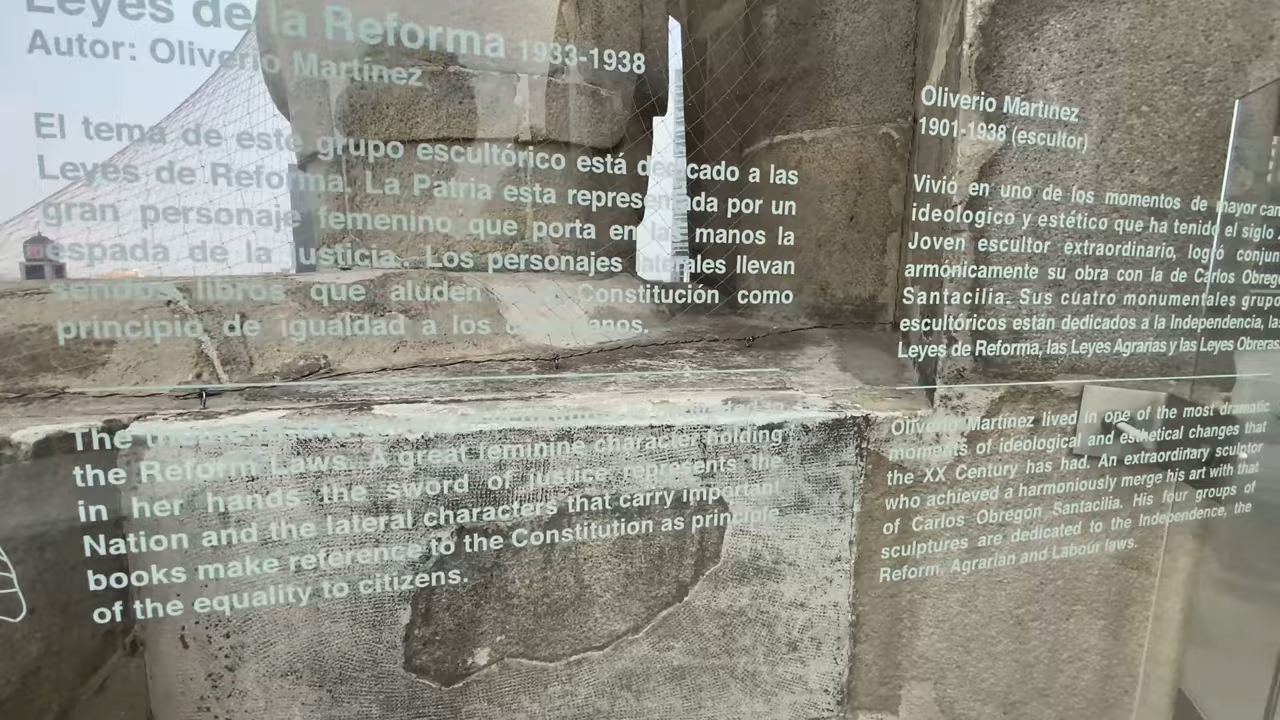 Leyes de la Reforma 1933-1938
Autor: Oliverio Martínez
El tema de este grupo escultórico está dedicado a las
Leyes de Reforma. La Patria esta representada por un
gran personaje femenino que porta en las manos la
espada de la justicia.. Los personajes laterales llevan
sendos libros que aluden Constitución como
principio de igualdad a los ciudadanos.
The
the Reform Laws. A great feminine character holding
in her hands the sword of justice represents the
Nation and the lateral characters that carry important
books make reference to the Constitution as principle
of the equality to citizens.
Oliverio Martınez
1901-1938 (escultor)
Vivió en uno de los momentos de mayor
ideologico y estético que ha tenido el siglo
Joven escultor extraordinario, logró
armónicamente su obra con la de Carlos
Santacilia. Sus cuatro monumentales
escultóricos están dedicados a la Independencia,
Leyes de Reforma, las Leyes Agrarias y las Leyes Obreras.
Oliverio Martínez lived in one of the most dramatic
moments of ideological and esthetical changes that
the XX Century has had. An extraordinary sculptor
who achieved a harmoniously merge his art with that
of Carlos Obregón Santacilia. His four groups of
sculptures are dedicated to the Independence, the
Reform, Agrarian and Labour laws.